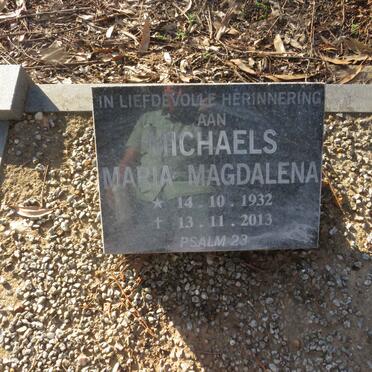 IN LIEFDEVOLLE HERINNERING
AAN
MICHAELS
MARIA MAGDALENA
★ 14.10.1932
✝ 13.11.2013
PSALM 23